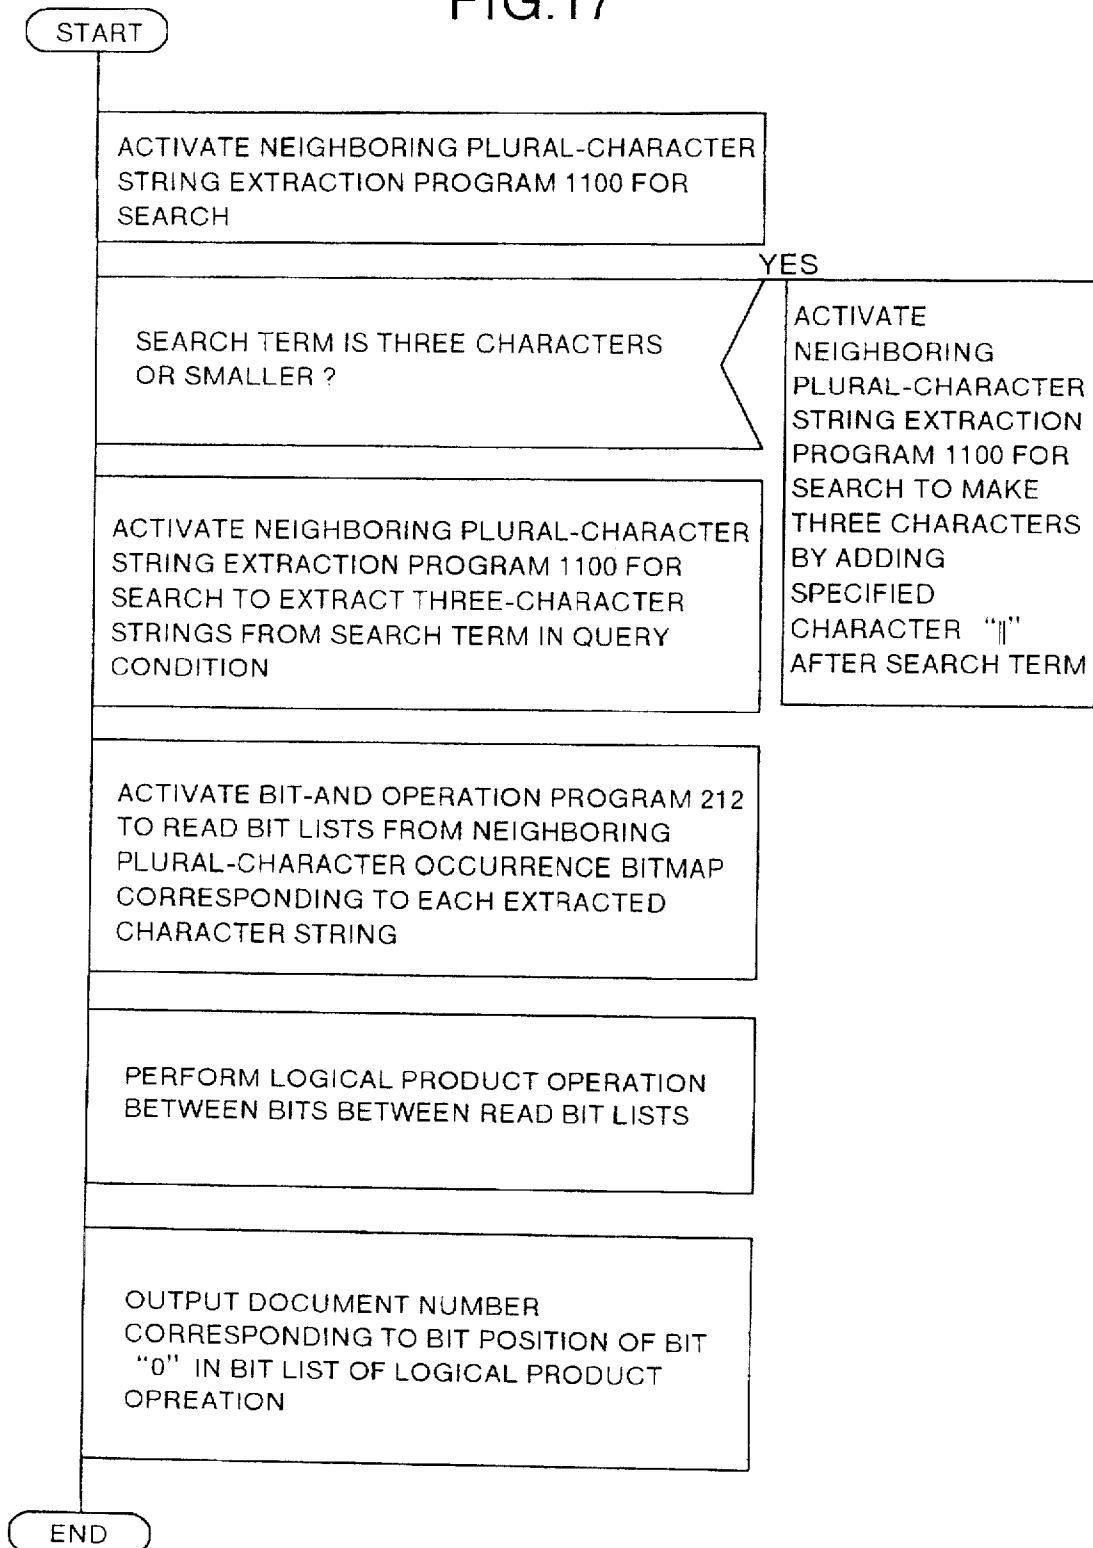 FIG.17
START
ACTIVATE NEIGHBORING PLURAL-CHARACTER
STRING EXTRACTION PROGRAM 1100 FOR
SEARCH
YES
SEARCH TERM IS THREE CHARACTERS
OR SMALLER ?
ACTIVATE
NEIGHBORING
PLURAL-CHARACTER
STRING EXTRACTION
PROGRAM 1100 FOR
SEARCH TO MAKE
THREE CHARACTERS
BY ADDING
SPECIFIED
CHARACTER “||”
AFTER SEARCH TERM
ACTIVATE NEIGHBORING PLURAL-CHARACTER
STRING EXTRACTION PROGRAM 1100 FOR
SEARCH TO EXTRACT THREE-CHARACTER
STRINGS FROM SEARCH TERM IN QUERY
CONDITION
ACTIVATE BIT-AND OPERATION PROGRAM 212
TO READ BIT LISTS FROM NEIGHBORING
PLURAL-CHARACTER OCCURRENCE BITMAP
CORRESPONDING TO EACH EXTRACTED
CHARACTER STRING
PERFORM LOGICAL PRODUCT OPERATION
BETWEEN BITS BETWEEN READ BIT LISTS
OUTPUT DOCUMENT NUMBER
CORRESPONDING TO BIT POSITION OF BIT
“0” IN BIT LIST OF LOGICAL PRODUCT
OPREATION
END